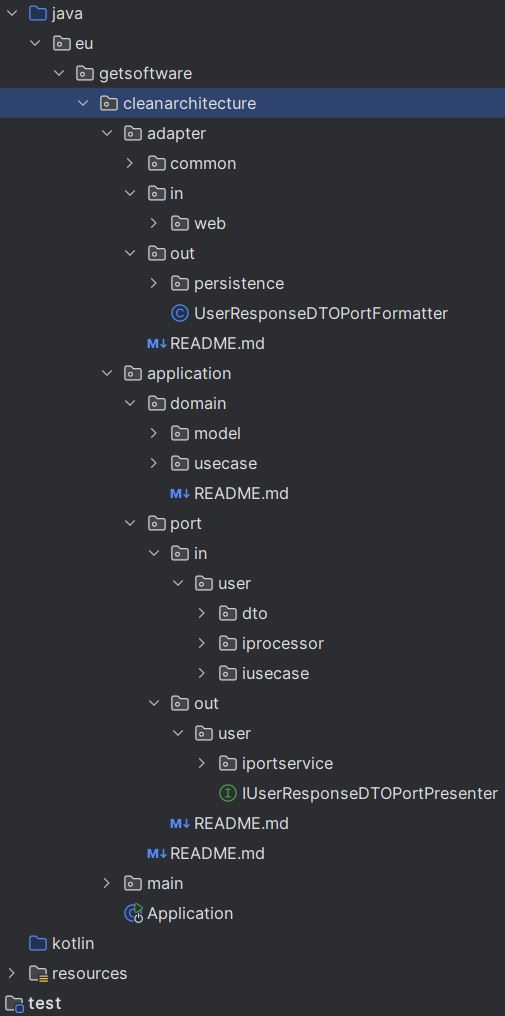 java
eu
getsoftware
cleanarchitecture
adapter
common
in
web
out
persistence
C UserResponseDTOPortFormatter
M↓ README.md
application
domain
model
usecase
M↓ README.md
port
in
user
dto
iprocessor
iusecase
out
user
iportservice
I IUserResponseDTOPortPresenter
M↓ README.md
M↓ README.md
main
C Application
kotlin
resources
test